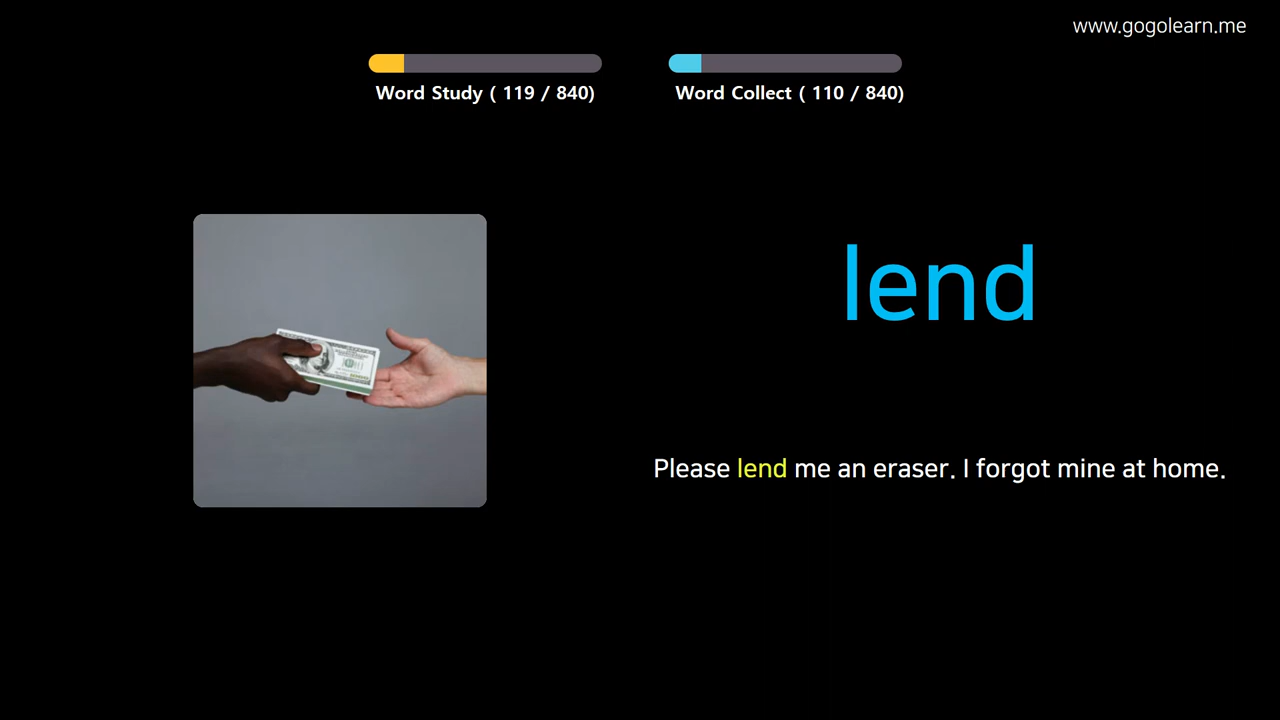 www.gogolearn.me
Word Study ( 119 / 840)
Word Collect ( 110 / 840)
lend
Please lend me an eraser. I forgot mine at home.